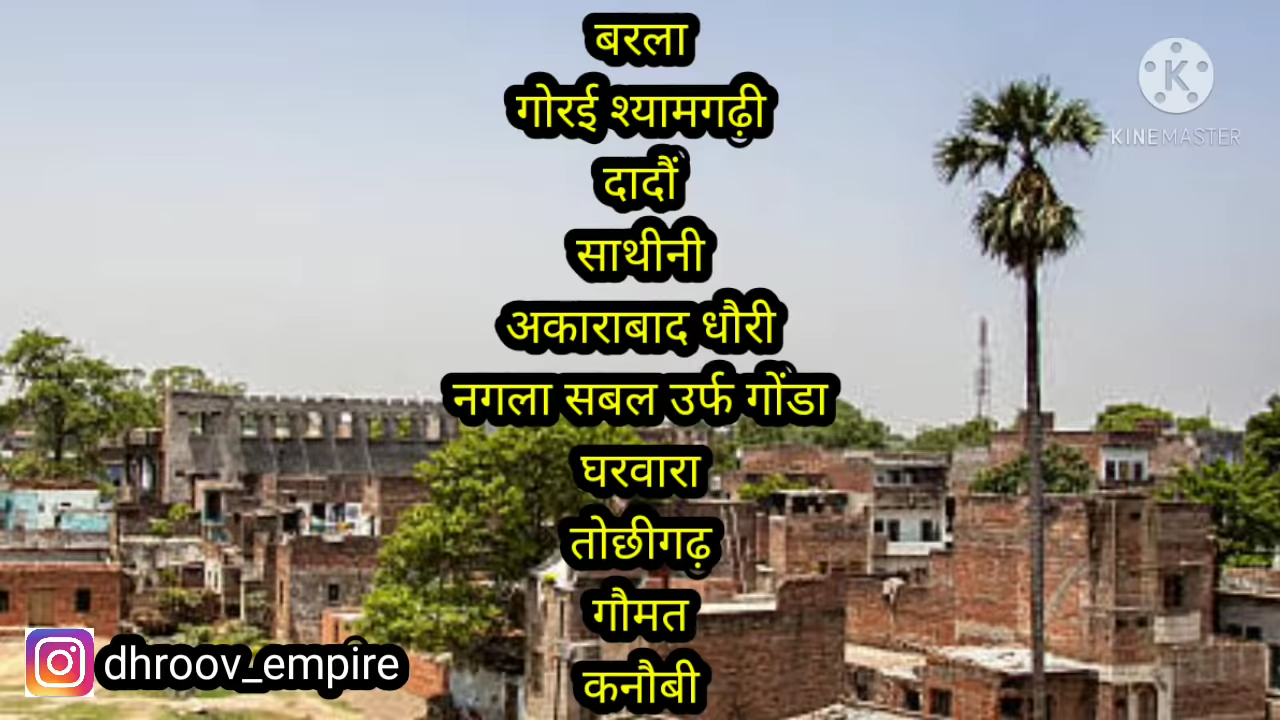 बरला
गोरई श्यामगढ़ी
दादौं
साथीनी
अकाराबाद धौरी
नगला सबल उर्फ गोंडा
घरवारा
तोछीगढ़
गौमत
कनौबी
K
KINEMASTER
dhroov_empire